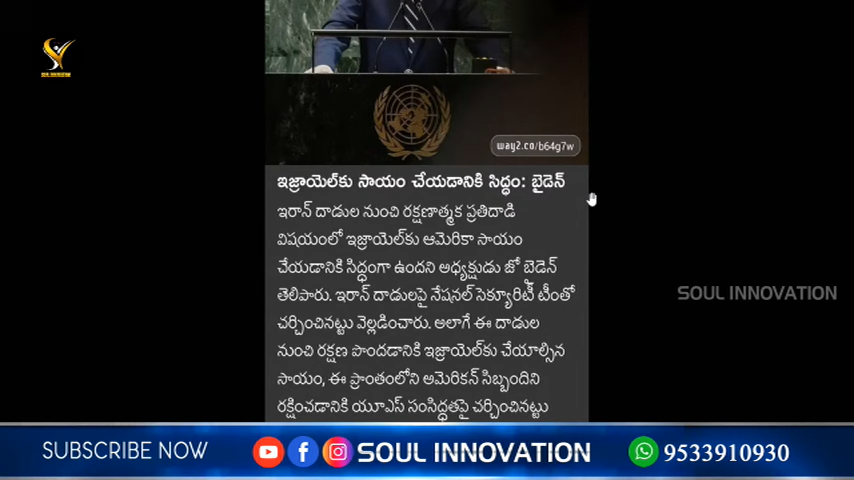 way2.co/b64g7w
ఇజ్రాయెల్‌కు సాయం చేయడానికి సిద్ధం: బైడెన్
ఇరాన్ దాడుల నుంచి రక్షణాత్మక ప్రతిదాడి
విషయంలో ఇజ్రాయెల్‌కు ఆమెరికా సాయం
చేయడానికి సిద్ధంగా ఉందని అధ్యక్షుడు జో బైడెన్
తెలిపారు. ఇరాన్ దాడులపై నేషనల్ సెక్యూరిటీ టీంతో
చర్చించినట్టు వెల్లడించారు. అలాగే ఈ దాడుల
నుంచి రక్షణ పొందడానికి ఇజ్రాయెల్‌కు చేయాల్సిన
సాయం, ఈ ప్రాంతంలోని అమెరికన్ సిబ్బందిని
రక్షించడానికి యూఎస్ సంసిద్ధతపై చర్చించినట్టు
SOUL INNOVATION
SUBSCRIBE NOW
SOUL INNOVATION
9533910930